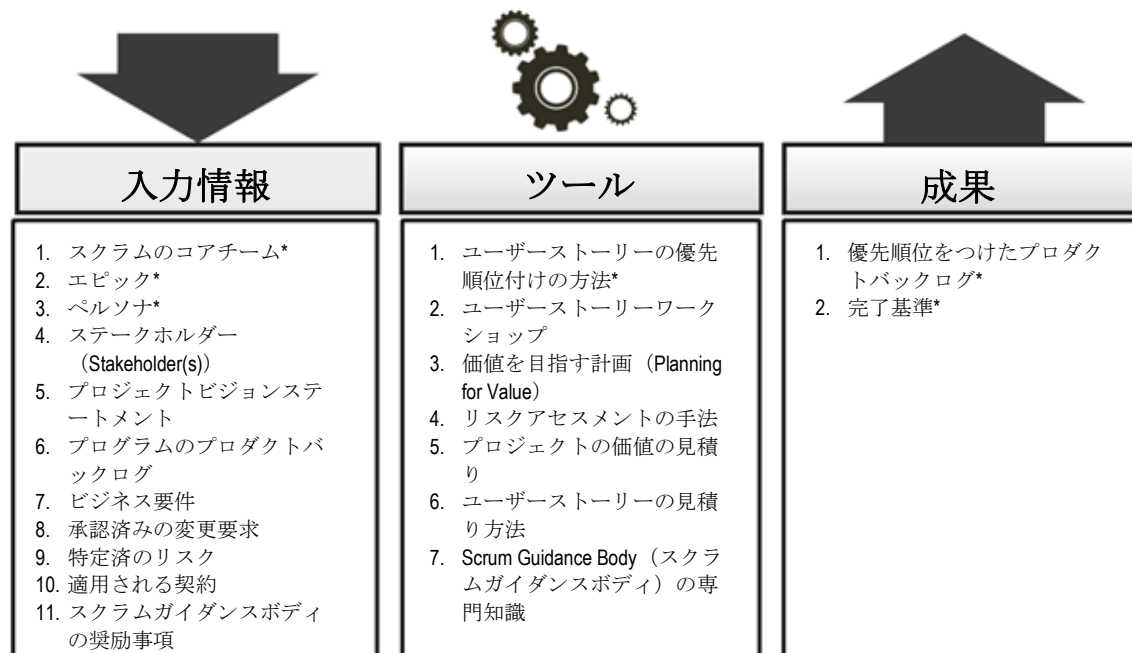 入力情報
1. スクラムのコアチーム*
2. エピック*
3. ペルソナ*
4. ステークホルダー
（Stakeholder(s)）
5. プロジェクトビジョンステ
ートメント
6. プログラムのプロダクトバ
ックログ
7. ビジネス要件
8. 承認済みの変更要求
9. 特定済のリスク
10. 適用される契約
11. スクラムガイダンスボディ
の奨励事項
ツール
1. ユーザーストーリーの優先
順位付けの方法*
2. ユーザーストーリーワーク
ショップ
3. 価値を目指す計画（Planning
for Value）
4. リスクアセスメントの手法
5. プロジェクトの価値の見積
り
6. ユーザーストーリーの見積
り方法
7. Scrum Guidance Body（スクラ
ムガイダンスボディ）の専
門知識
成果
1. 優先順位をつけたプロダク
トバックログ*
2. 完了基準*